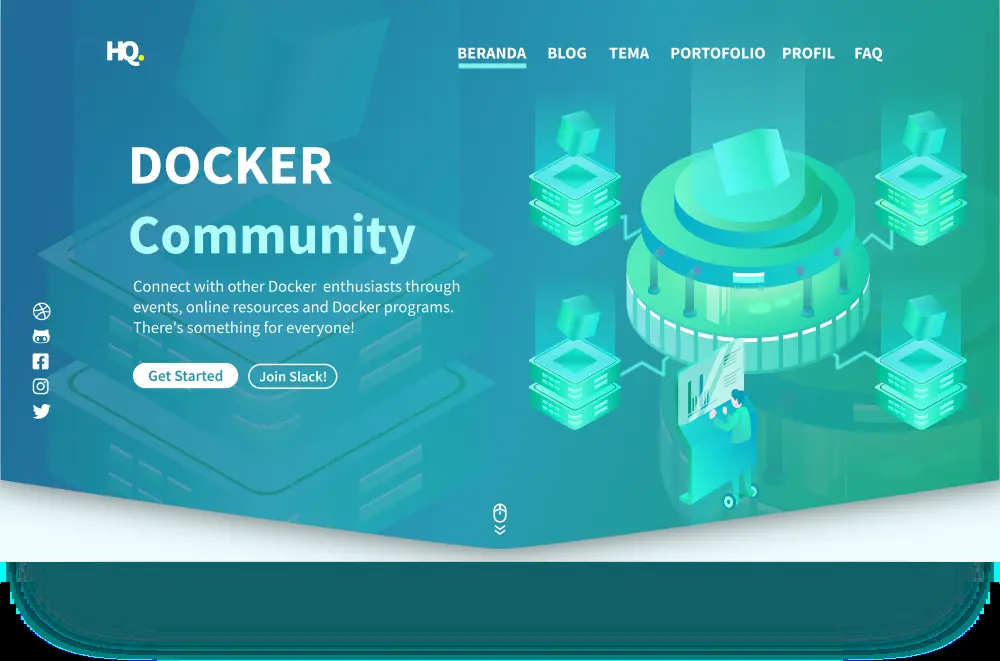 HQ.
BERANDA BLOG TEMA PORTOFOLIO PROFIL FAQ
DOCKER
Community
Connect with other Docker enthusiasts through
events, online resources and Docker programs.
There's something for everyone!
Get Started Join Slack!